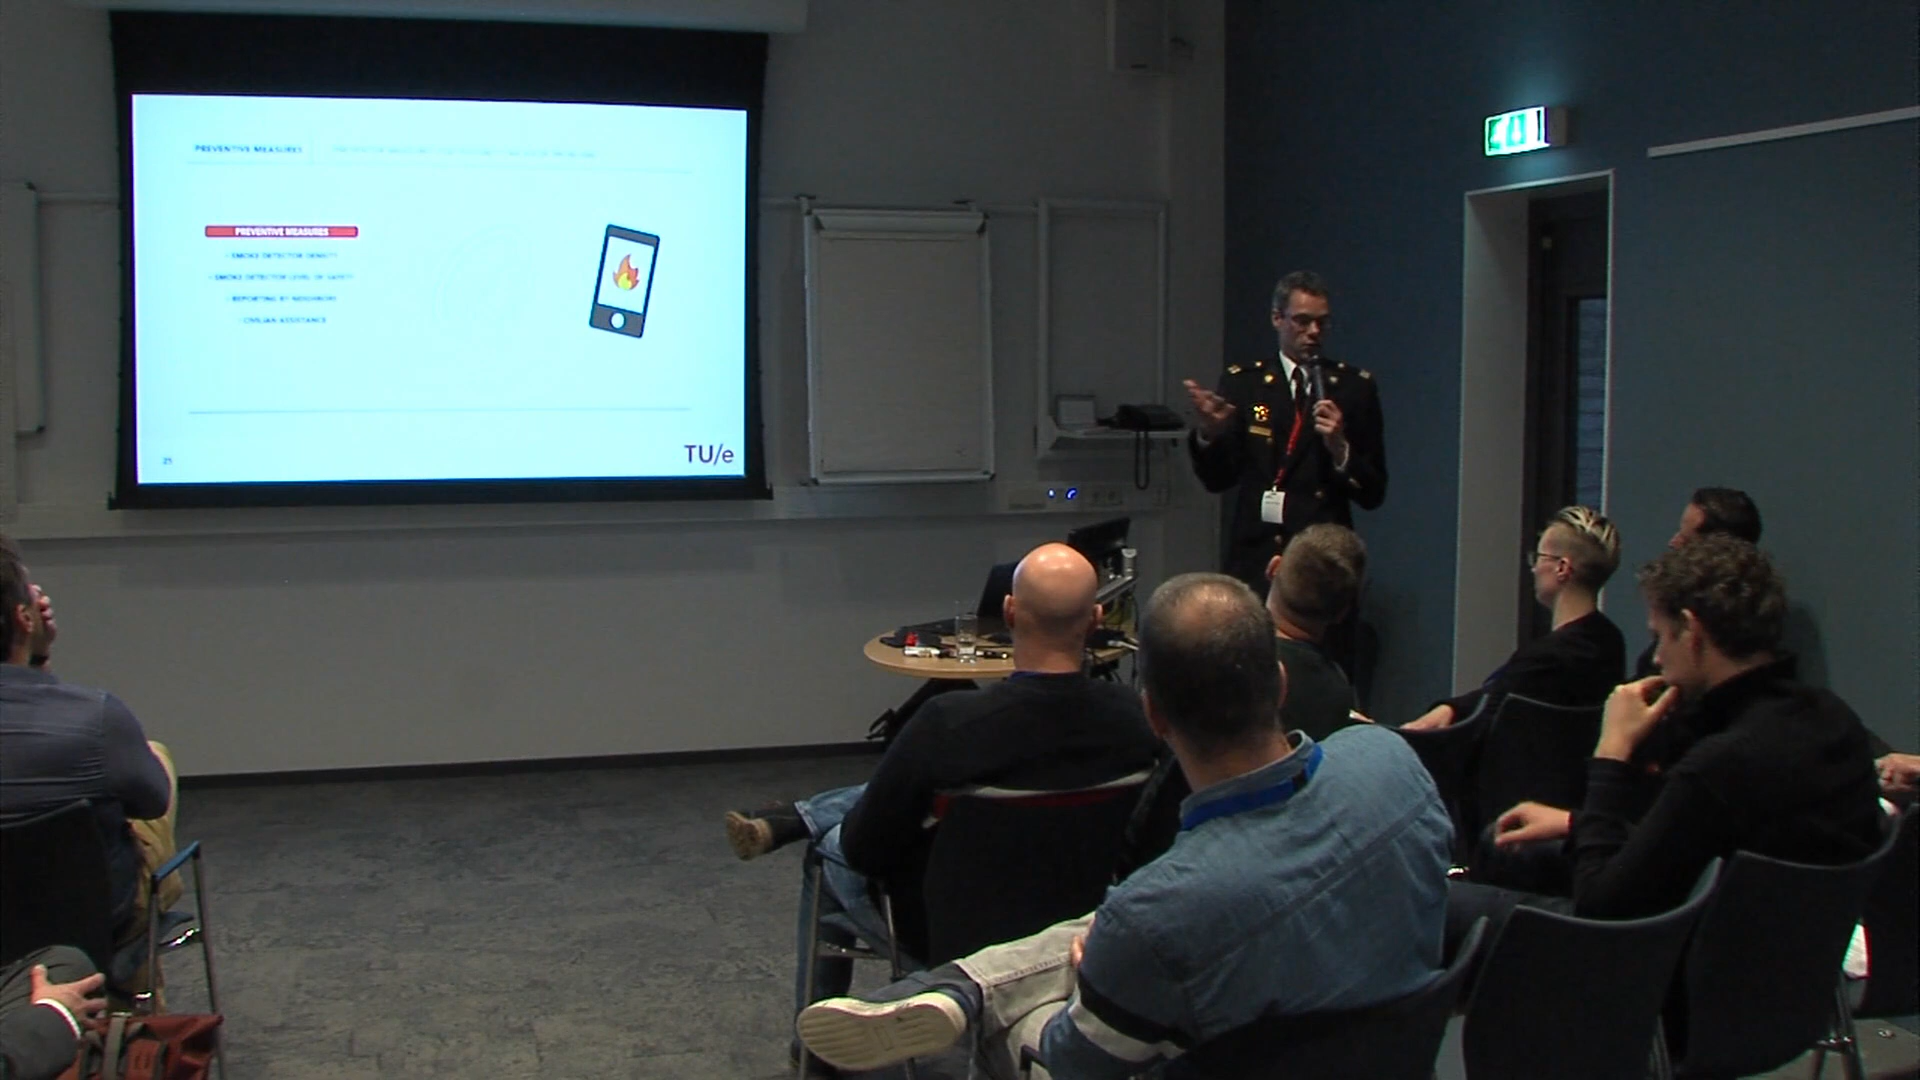 PREVENTIVE MEASURES
PREVENTIVE MEASURES
- SMOKE DETECTOR DENSITY
- SMOKE DETECTOR LEVEL OF SAFETY
- REPORTING BY NEIGHBORS
- CIVILIAN ASSISTANCE
25
TU/e